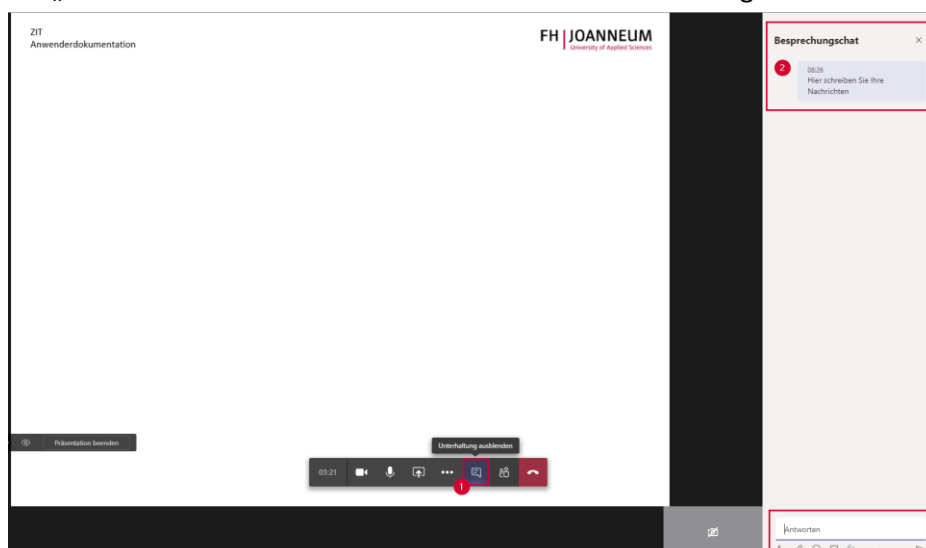 ZIT
Anwenderdokumentation
FH JOANNEUM
University of Applied Sciences
Besprechungschat
2
08:26
Hier schreiben Sie Ihre
Nachrichten
Präsentation beenden
Unterhaltung ausblenden
03:21
1
Antworten